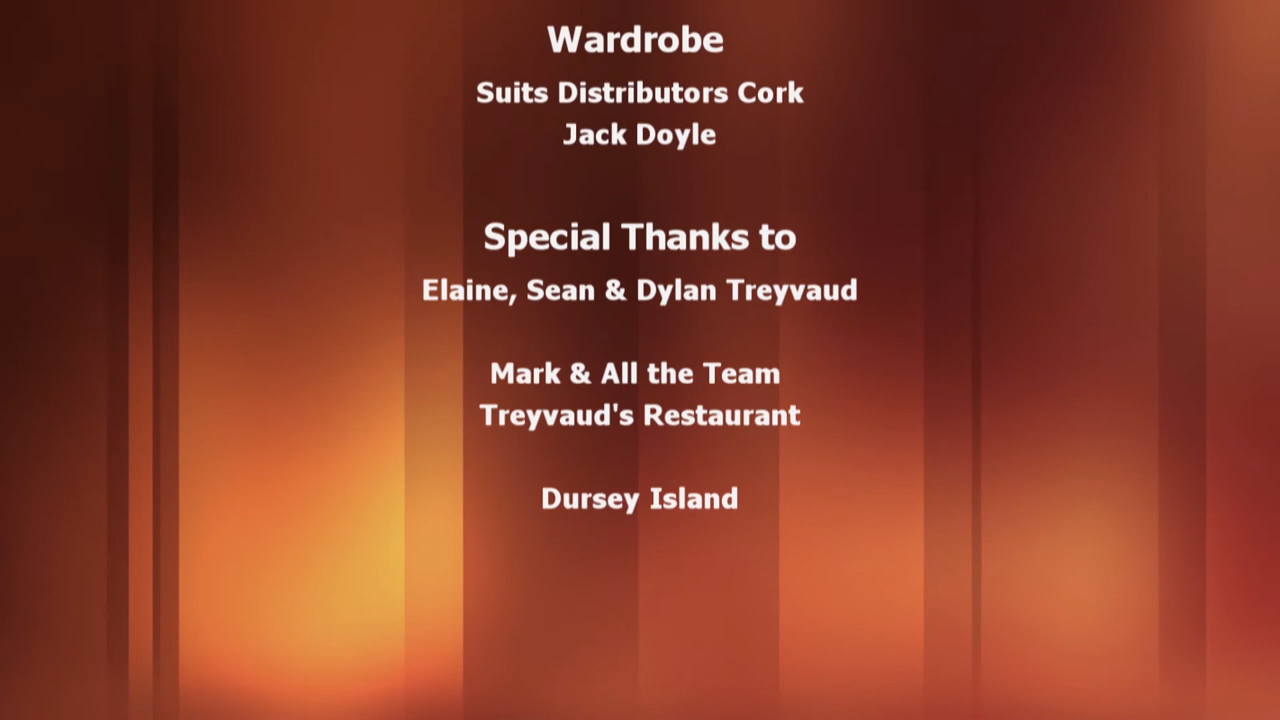 Wardrobe
Suits Distributors Cork
Jack Doyle
Special Thanks to
Elaine, Sean & Dylan Treyvaud
Mark & All the Team
Treyvaud's Restaurant
Dursey Island